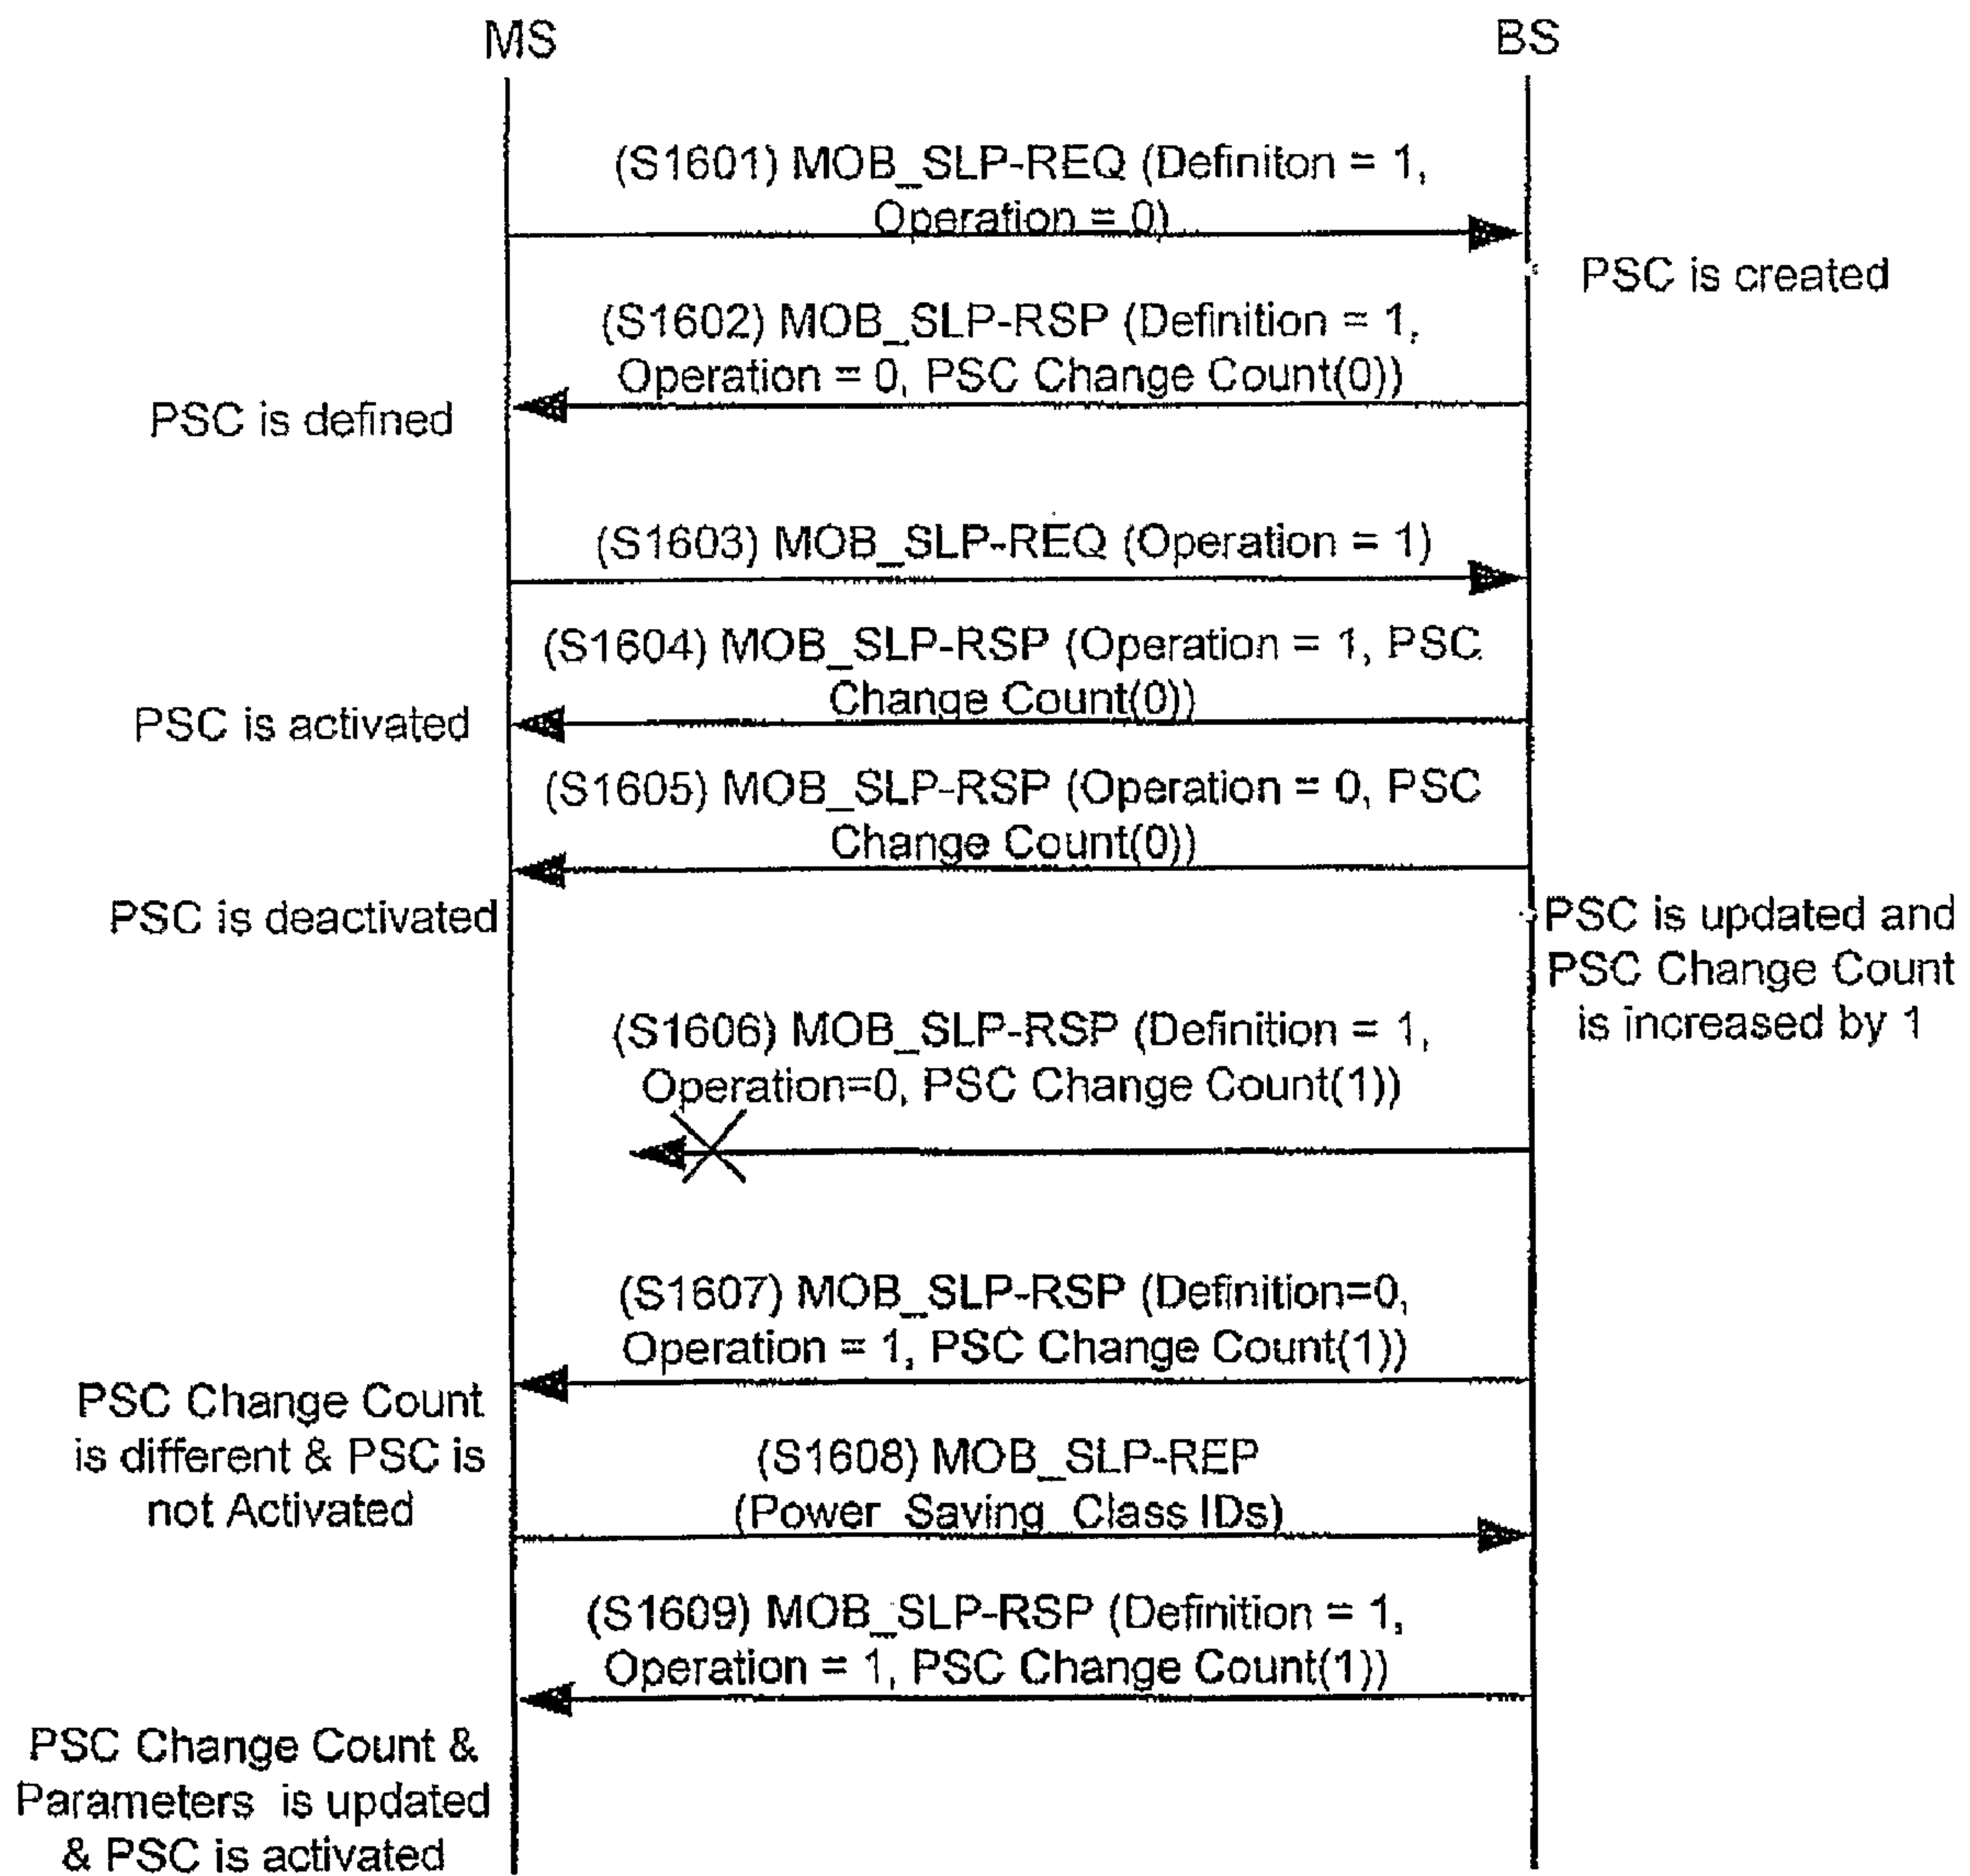 MS
BS
(S1601) MOB_SLP-REQ (Definiton = 1,
Operation = 0)
PSC is created
(S1602) MOB_SLP-RSP (Definition = 1,
Operation = 0, PSC Change Count(0))
PSC is defined
(S1603) MOB_SLP-REQ (Operation = 1)
(S1604) MOB_SLP-RSP (Operation = 1, PSC
Change Count(0))
PSC is activated
(S1605) MOB_SLP-RSP (Operation = 0, PSC
Change Count(0))
PSC is deactivated
PSC is updated and
PSC Change Count
is increased by 1
(S1606) MOB_SLP-RSP (Definition = 1,
Operation=0, PSC Change Count(1))
(S1607) MOB_SLP-RSP (Definition=0,
Operation = 1, PSC Change Count(1))
PSC Change Count
is different & PSC is
not Activated
(S1608) MOB_SLP-REP
(Power_Saving_Class IDs)
(S1609) MOB_SLP-RSP (Definition = 1,
Operation = 1, PSC Change Count(1))
PSC Change Count &
Parameters is updated
& PSC is activated